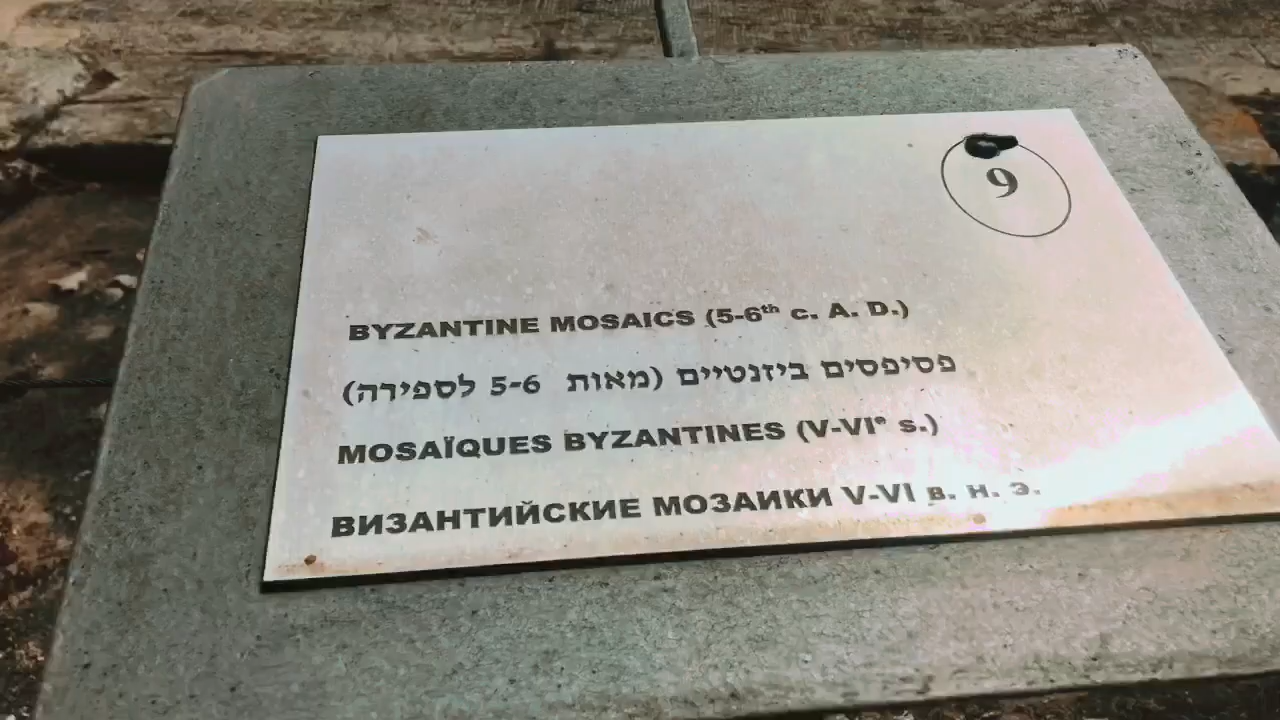 9
BYZANTINE MOSAICS (5-6th c. A. D.)
פסיפסים ביזנטיים (מאות 5-6 לספירה)
MOSAÏQUES BYZANTINES (V-VIe s.)
ВИЗАНТИЙСКИЕ МОЗАИКИ V-VI в. н. э.